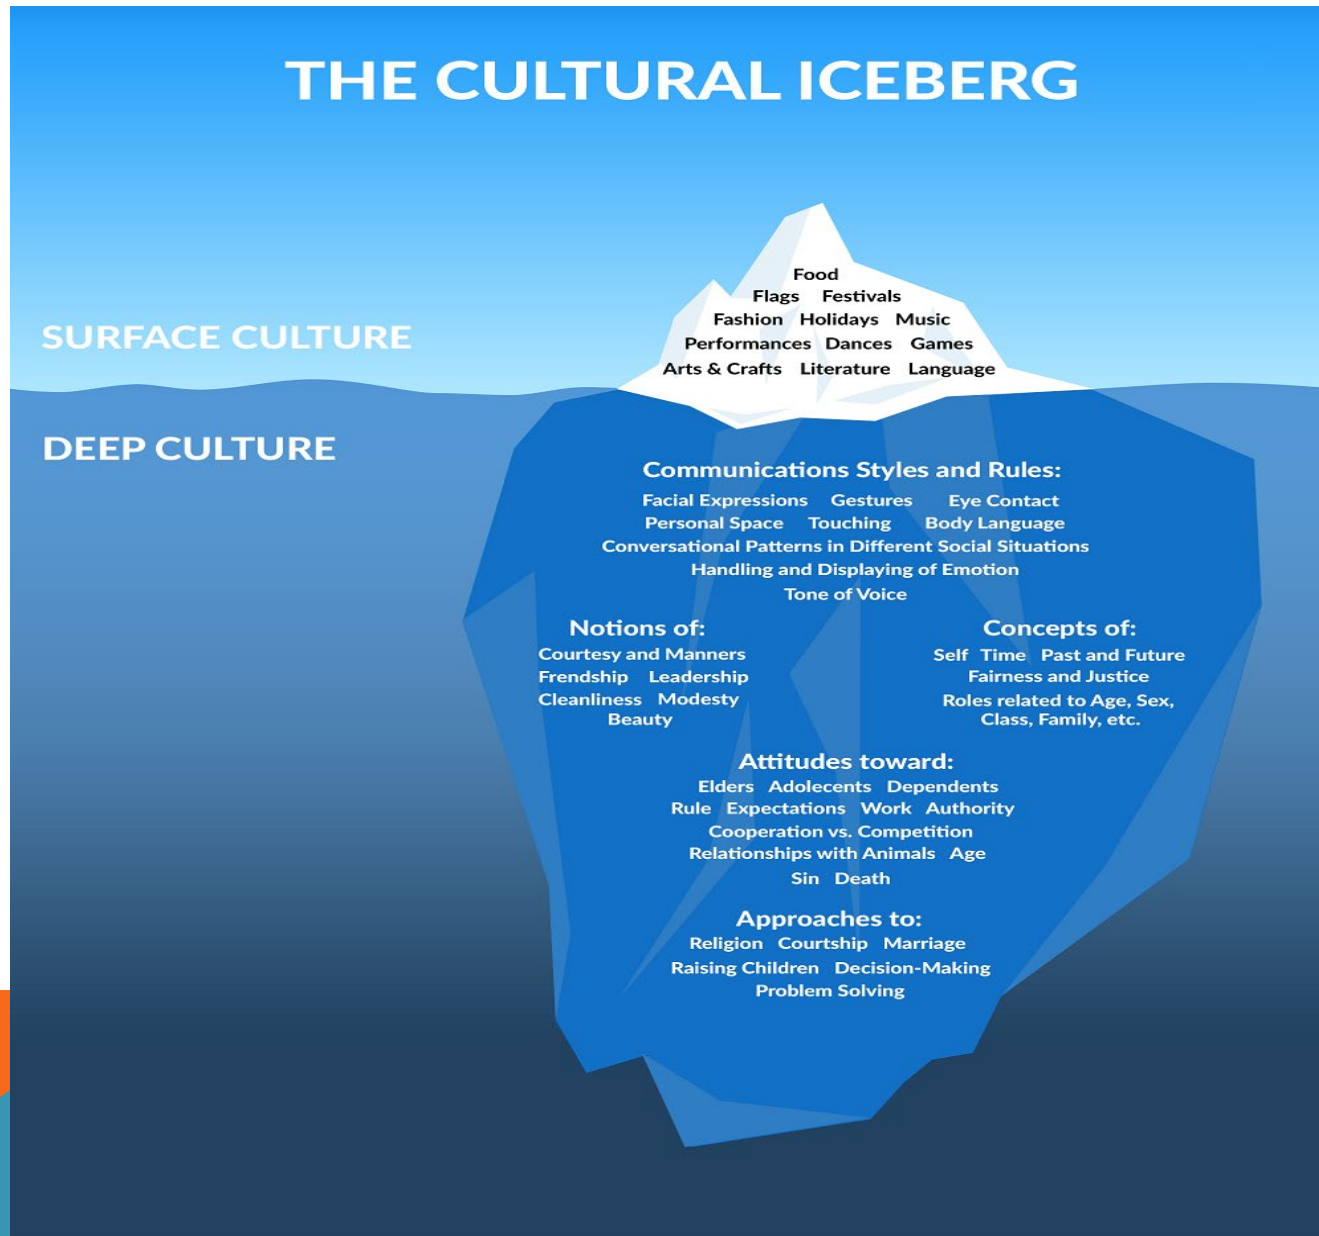 THE CULTURAL ICEBERG
Food
Flags Festivals
Fashion Holidays Music
Performances Dances Games
Arts & Crafts Literature Language
SURFACE CULTURE
DEEP CULTURE
Communications Styles and Rules:
Facial Expressions Gestures Eye Contact
Personal Space Touching Body Language
Conversational Patterns in Different Social Situations
Handling and Displaying of Emotion
Tone of Voice
Notions of:
Courtesy and Manners
Frendship Leadership
Cleanliness Modesty
Beauty
Concepts of:
Self Time Past and Future
Fairness and Justice
Roles related to Age, Sex,
Class, Family, etc.
Attitudes toward:
Elders Adolecents Dependents
Rule Expectations Work Authority
Cooperation vs. Competition
Relationships with Animals Age
Sin Death
Approaches to:
Religion Courtship Marriage
Raising Children Decision-Making
Problem Solving